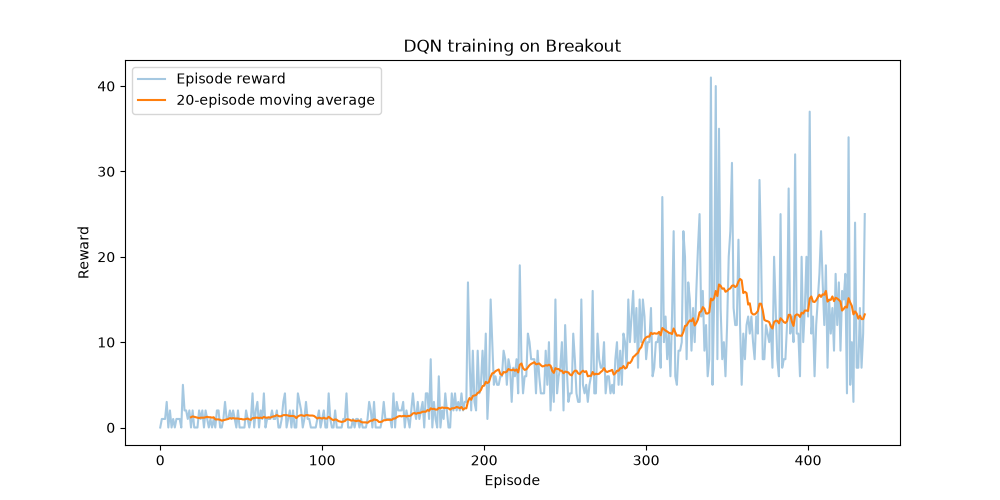 DQN training on Breakout
Episode reward
20-episode moving average
Reward
40
30
20
10
0
0 100 200 300 400
Episode